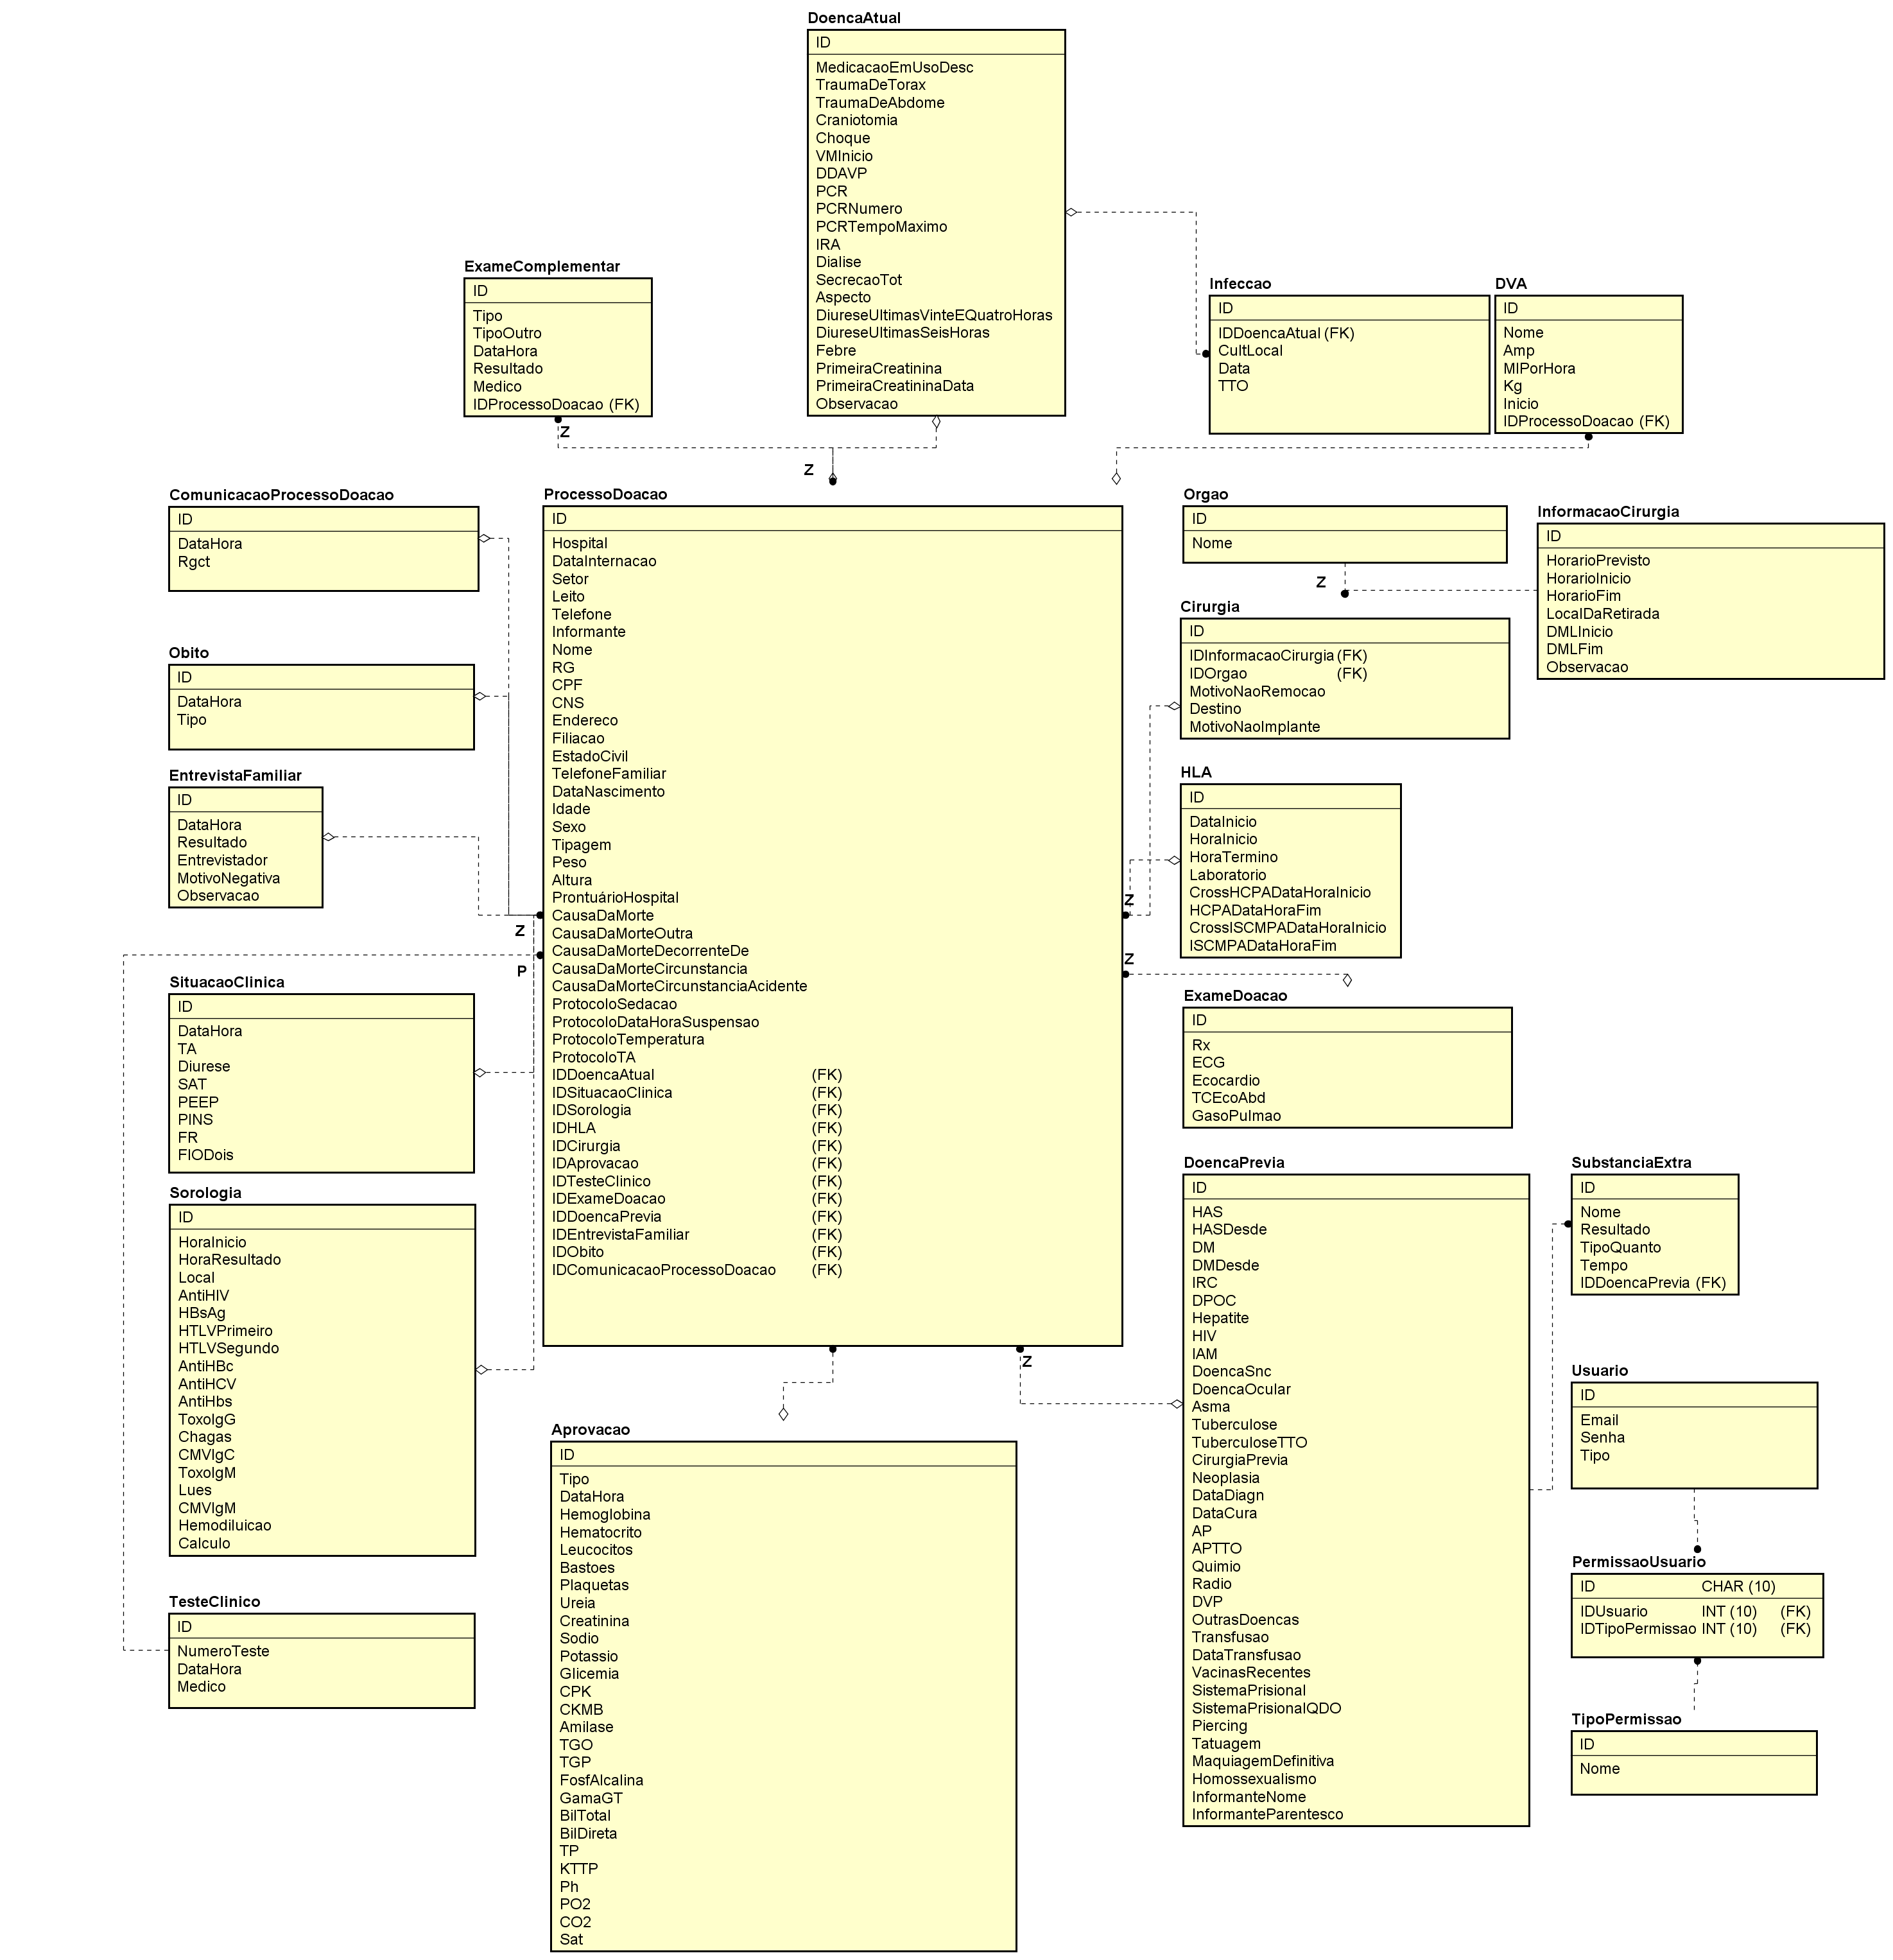 DoencaAtual
ID
MedicacaoEmUsoDesc
TraumaDeTorax
TraumaDeAbdome
Craniotomia
Choque
VMInicio
DDAVP
PCR
PCRNumero
PCRTempoMaximo
IRA
Dialise
SecrecaoTot
Aspecto
DiureseUltimasVinteEQuatroHoras
DiureseUltimasSeisHoras
Febre
PrimeiraCreatinina
PrimeiraCreatininaData
Observacao
ExameComplementar
ID
Tipo
TipoOutro
DataHora
Resultado
Medico
IDProcessoDoacao (FK)
Z
Z
Infeccao
ID
IDDoencaAtual (FK)
CultLocal
Data
TTO
DVA
ID
Nome
Amp
MlPorHora
Kg
Inicio
IDProcessoDoacao (FK)
ComunicacaoProcessoDoacao
ID
DataHora
Rgct
Obito
ID
DataHora
Tipo
EntrevistaFamiliar
ID
DataHora
Resultado
Entrevistador
MotivoNegativa
Observacao
Z
P
SituacaoClinica
ID
DataHora
TA
Diurese
SAT
PEEP
PINS
FR
FIODois
Sorologia
ID
HoraInicio
HoraResultado
Local
AntiHIV
HBsAg
HTLVPrimeiro
HTLVSegundo
AntiHBc
AntiHCV
AntiHbs
ToxoIgG
Chagas
CMVIgC
ToxoIgM
Lues
CMVIgM
Hemodiluicao
Calculo
TesteClinico
ID
NumeroTeste
DataHora
Medico
ProcessoDoacao
ID
Hospital
DataInternacao
Setor
Leito
Telefone
Informante
Nome
RG
CPF
CNS
Endereco
Filiacao
EstadoCivil
TelefoneFamiliar
DataNascimento
Idade
Sexo
Tipagem
Peso
Altura
ProntuárioHospital
CausaDaMorte
CausaDaMorteOutra
CausaDaMorteDecorrenteDe
CausaDaMorteCircunstancia
CausaDaMorteCircunstanciaAcidente
ProtocoloSedacao
ProtocoloDataHoraSuspensao
ProtocoloTemperatura
ProtocoloTA
IDDoencaAtual (FK)
IDSituacaoClinica (FK)
IDSorologia (FK)
IDHLA (FK)
IDCirurgia (FK)
IDAprovacao (FK)
IDTesteClinico (FK)
IDExameDoacao (FK)
IDDoencaPrevia (FK)
IDEntrevistaFamiliar (FK)
IDObito (FK)
IDComunicacaoProcessoDoacao (FK)
Z
Z
Z
Aprovacao
ID
Tipo
DataHora
Hemoglobina
Hematocrito
Leucocitos
Bastoes
Plaquetas
Ureia
Creatinina
Sodio
Potassio
Glicemia
CPK
CKMB
Amilase
TGO
TGP
FosfAlcalina
GamaGT
BilTotal
BilDireta
TP
KTTP
Ph
PO2
CO2
Sat
Orgao
ID
Nome
Z
InformacaoCirurgia
ID
HorarioPrevisto
HorarioInicio
HorarioFim
LocalDaRetirada
DMLInicio
DMLFim
Observacao
Cirurgia
ID
IDInformacaoCirurgia (FK)
IDOrgao (FK)
MotivoNaoRemocao
Destino
MotivoNaoImplante
HLA
ID
DataInicio
HoraInicio
HoraTermino
Laboratorio
CrossHCPADataHoraInicio
HCPADataHoraFim
CrossISCMPADataHoraInicio
ISCMPADataHoraFim
ExameDoacao
ID
Rx
ECG
Ecocardio
TCEcoAbd
GasoPulmao
DoencaPrevia
ID
HAS
HASDesde
DM
DMDesde
IRC
DPOC
Hepatite
HIV
IAM
DoencaSnc
DoencaOcular
Asma
Tuberculose
TuberculoseTTO
CirurgiaPrevia
Neoplasia
DataDiagn
DataCura
AP
APTTO
Quimio
Radio
DVP
OutrasDoencas
Transfusao
DataTransfusao
VacinasRecentes
SistemaPrisional
SistemaPrisionalQDO
Piercing
Tatuagem
MaquiagemDefinitiva
Homossexualismo
InformanteNome
InformanteParentesco
SubstanciaExtra
ID
Nome
Resultado
TipoQuanto
Tempo
IDDoencaPrevia (FK)
Usuario
ID
Email
Senha
Tipo
PermissaoUsuario
ID CHAR (10)
IDUsuario INT (10) (FK)
IDTipoPermissao INT (10) (FK)
TipoPermissao
ID
Nome